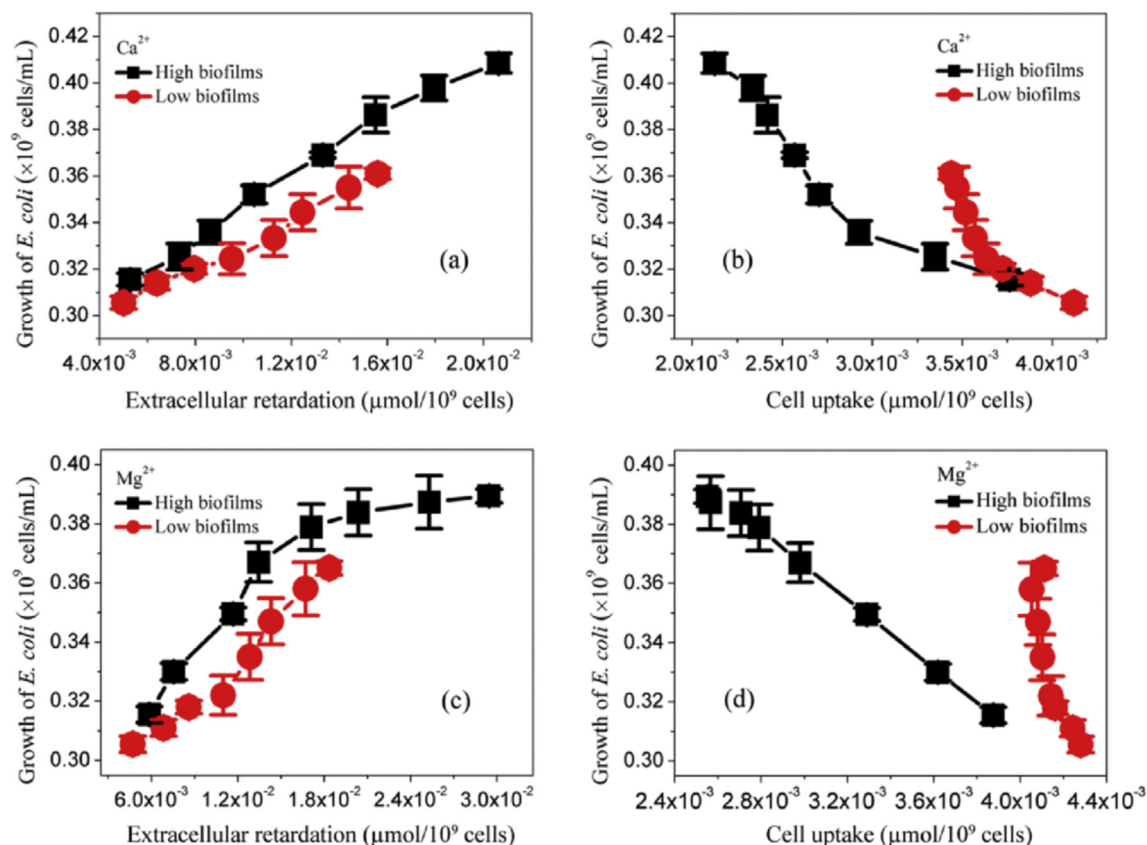 Growth of E. coli (×10⁹ cells/mL)
0.42
0.40
0.38
0.36
0.34
0.32
0.30
Ca²⁺
High biofilms
Low biofilms
(a)
4.0x10⁻³ 8.0x10⁻³ 1.2x10⁻² 1.6x10⁻² 2.0x10⁻²
Extracellular retardation (μmol/10⁹ cells)
Growth of E. coli (×10⁹ cells/mL)
0.42
0.40
0.38
0.36
0.34
0.32
0.30
Ca²⁺
High biofilms
Low biofilms
(b)
2.0x10⁻³ 2.5x10⁻³ 3.0x10⁻³ 3.5x10⁻³ 4.0x10⁻³
Cell uptake (μmol/10⁹ cells)
Growth of E. coli (×10⁹ cells/mL)
0.40
0.38
0.36
0.34
0.32
0.30
Mg²⁺
High biofilms
Low biofilms
(c)
6.0x10⁻³ 1.2x10⁻² 1.8x10⁻² 2.4x10⁻² 3.0x10⁻²
Extracellular retardation (μmol/10⁹ cells)
Growth of E. coli (×10⁹ cells/mL)
0.40
0.38
0.36
0.34
0.32
0.30
Mg²⁺
High biofilms
Low biofilms
(d)
2.4x10⁻³ 2.8x10⁻³ 3.2x10⁻³ 3.6x10⁻³ 4.0x10⁻³ 4.4x10⁻³
Cell uptake (μmol/10⁹ cells)